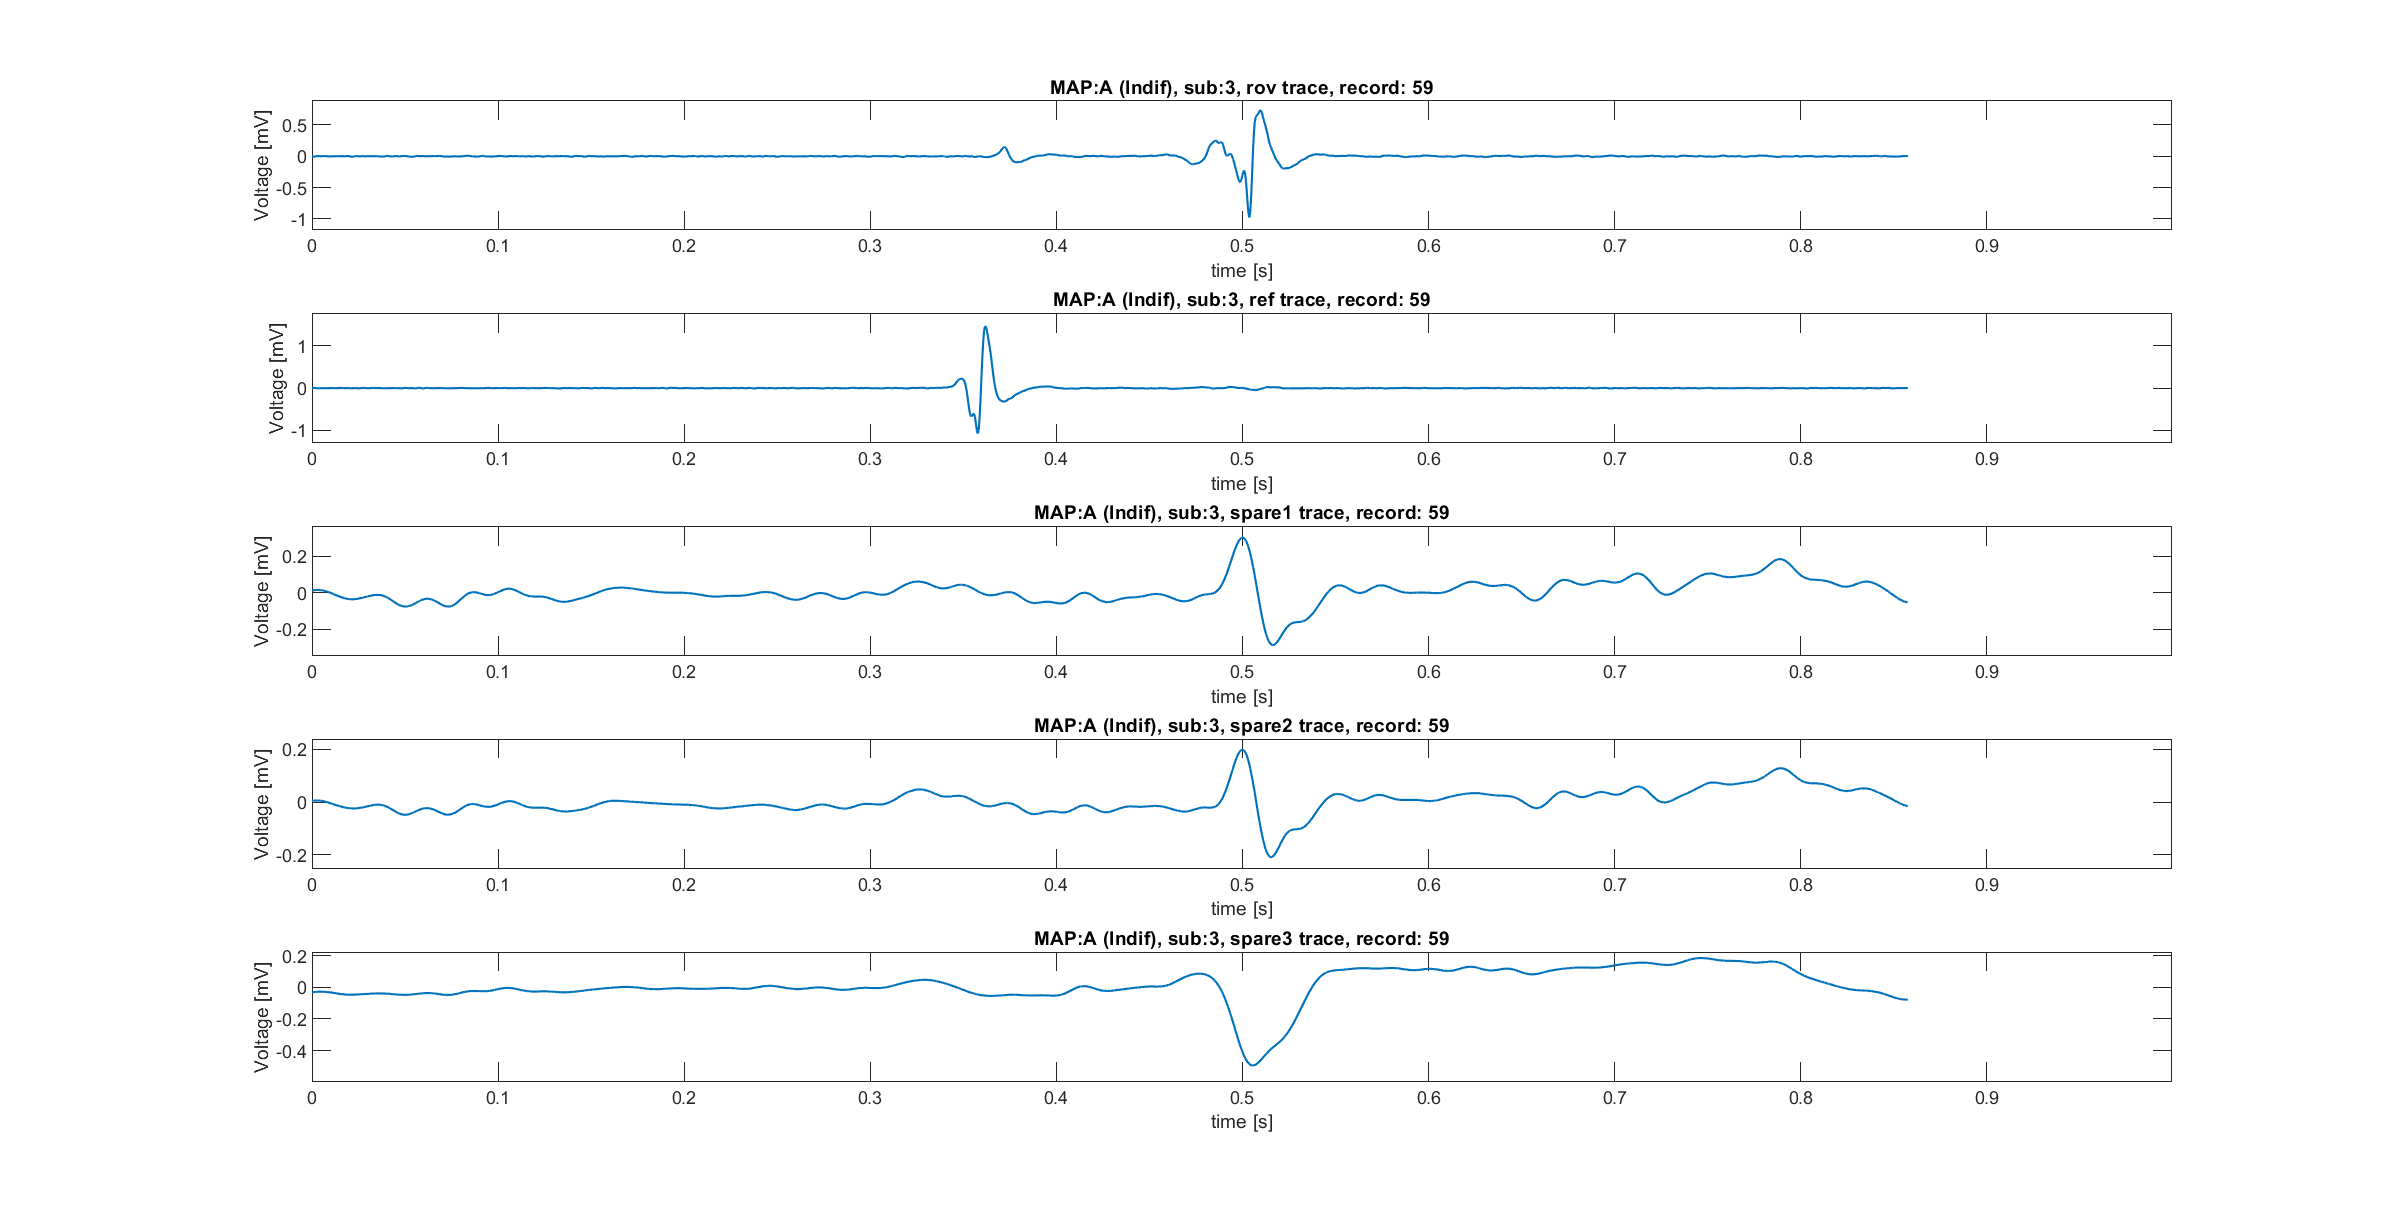 MAP:A (Indif), sub:3, rov trace, record: 59
Voltage [mV]
0.5
0
-0.5
-1
0 0.1 0.2 0.3 0.4 0.5 0.6 0.7 0.8 0.9
time [s]
MAP:A (Indif), sub:3, ref trace, record: 59
Voltage [mV]
1
0
-1
0 0.1 0.2 0.3 0.4 0.5 0.6 0.7 0.8 0.9
time [s]
MAP:A (Indif), sub:3, spare1 trace, record: 59
Voltage [mV]
0.2
0
-0.2
0 0.1 0.2 0.3 0.4 0.5 0.6 0.7 0.8 0.9
time [s]
MAP:A (Indif), sub:3, spare2 trace, record: 59
Voltage [mV]
0.2
0
-0.2
0 0.1 0.2 0.3 0.4 0.5 0.6 0.7 0.8 0.9
time [s]
MAP:A (Indif), sub:3, spare3 trace, record: 59
Voltage [mV]
0.2
0
-0.2
-0.4
0 0.1 0.2 0.3 0.4 0.5 0.6 0.7 0.8 0.9
time [s]